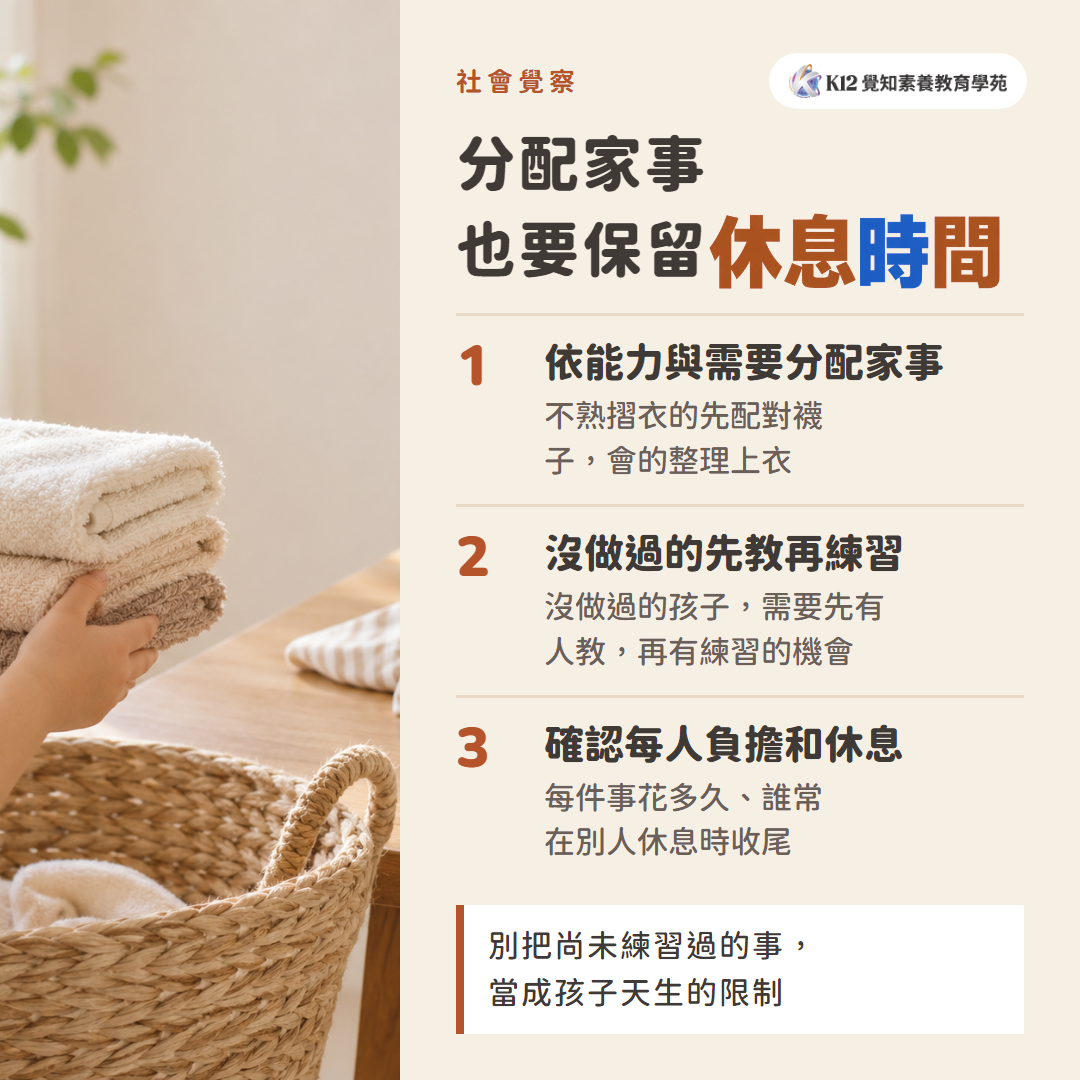 社會覺察
K12 覺知素養教育學苑
分配家事
也要保留休息時間
1
依能力與需要分配家事
不熟摺衣的先配對襪
子，會的整理上衣
2
沒做過的先教再練習
沒做過的孩子，需要先有
人教，再有練習的機會
3
確認每人負擔和休息
每件事花多久、誰常
在別人休息時收尾
別把尚未練習過的事，
當成孩子天生的限制